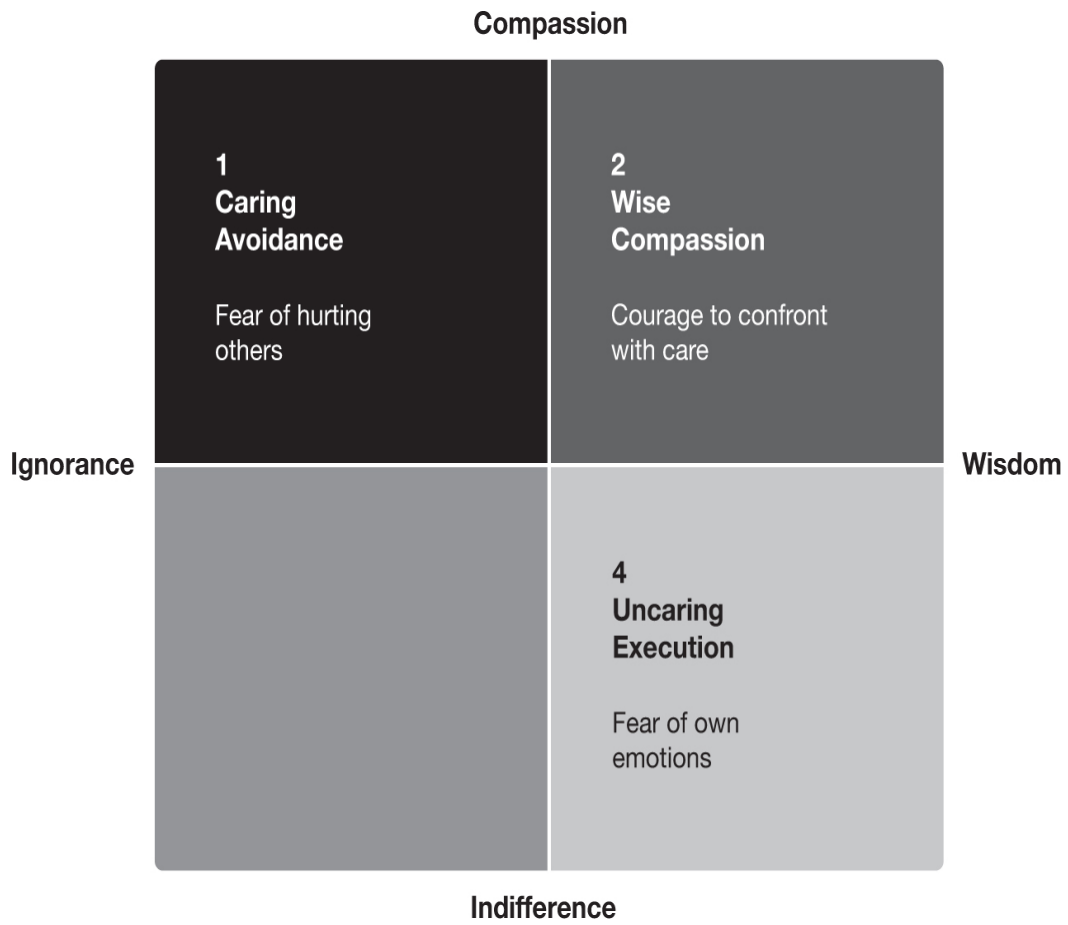 Compassion
1
Caring
Avoidance
Fear of hurting
others
2
Wise
Compassion
Courage to confront
with care
Ignorance
Wisdom
4
Uncaring
Execution
Fear of own
emotions
Indifference